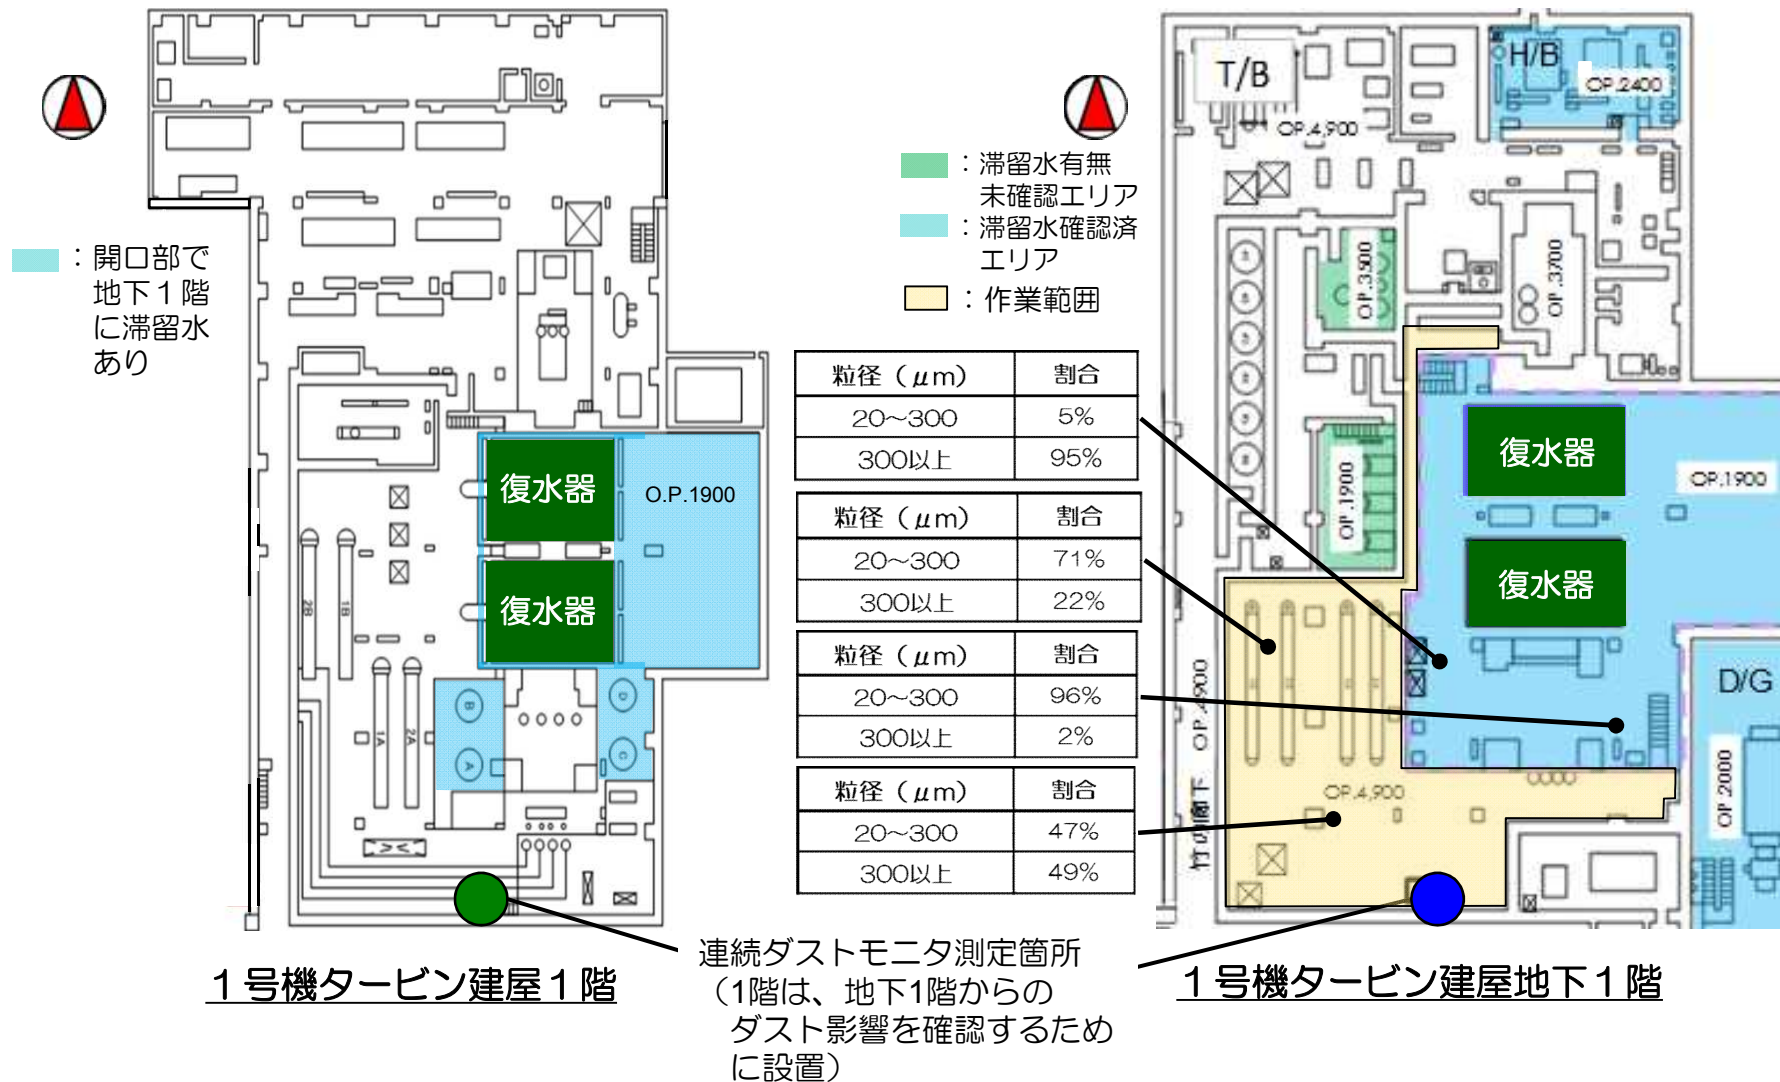 ：開口部で
地下１階
に滞留水
あり
復水器
復水器
O.P.1900
2B
1B
1A
2A
B
A
D
C
１号機タービン建屋１階
：滞留水有無
未確認エリア
：滞留水確認済
エリア
：作業範囲
粒径（μm） 割合
20～300 5%
300以上 95%
粒径（μm） 割合
20～300 71%
300以上 22%
粒径（μm） 割合
20～300 96%
300以上 2%
粒径（μm） 割合
20～300 47%
300以上 49%
連続ダストモニタ測定箇所
（1階は、地下1階からの
ダスト影響を確認するため
に設置）
T/B
OP.4,900
H/B
OP.2400
OP.3500
OP.3700
OP.1900
復水器
復水器
OP.1900
D/G
OP.2000
OP.4,900
OP.4,900
１号機タービン建屋地下１階